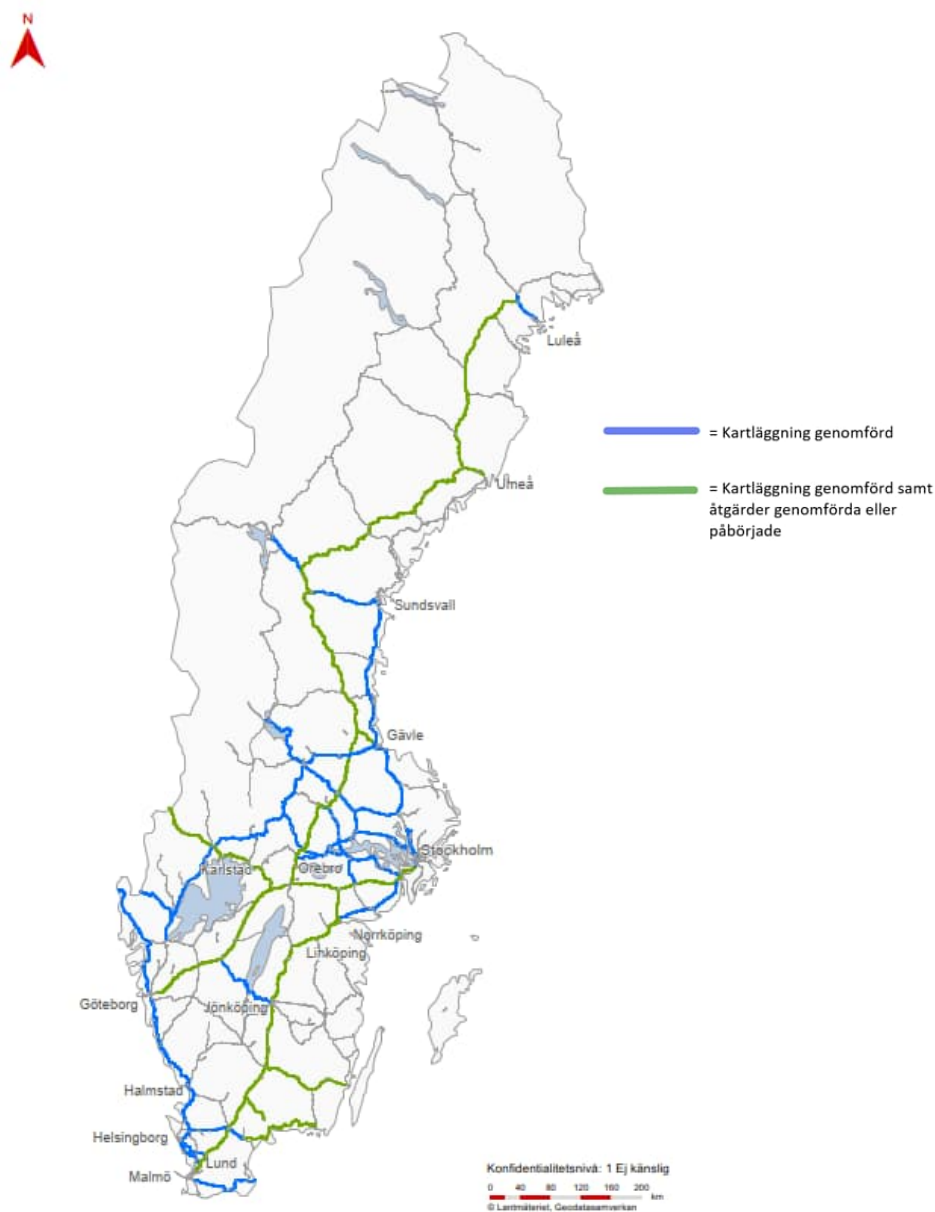 N
Luleå
= Kartläggning genomförd
Umeå
= Kartläggning genomförd samt
åtgärder genomförda eller
påbörjade
Sundsvall
Gävle
Stockholm
Karlstad
Örebro
Norrköping
Linköping
Göteborg
Jönköping
Halmstad
Helsingborg
Lund
Malmö
Konfidentialitetsnivå: 1 Ej känslig
0 40 80 120 160 200
km
© Lantmäteriet, Geodatasamverkan